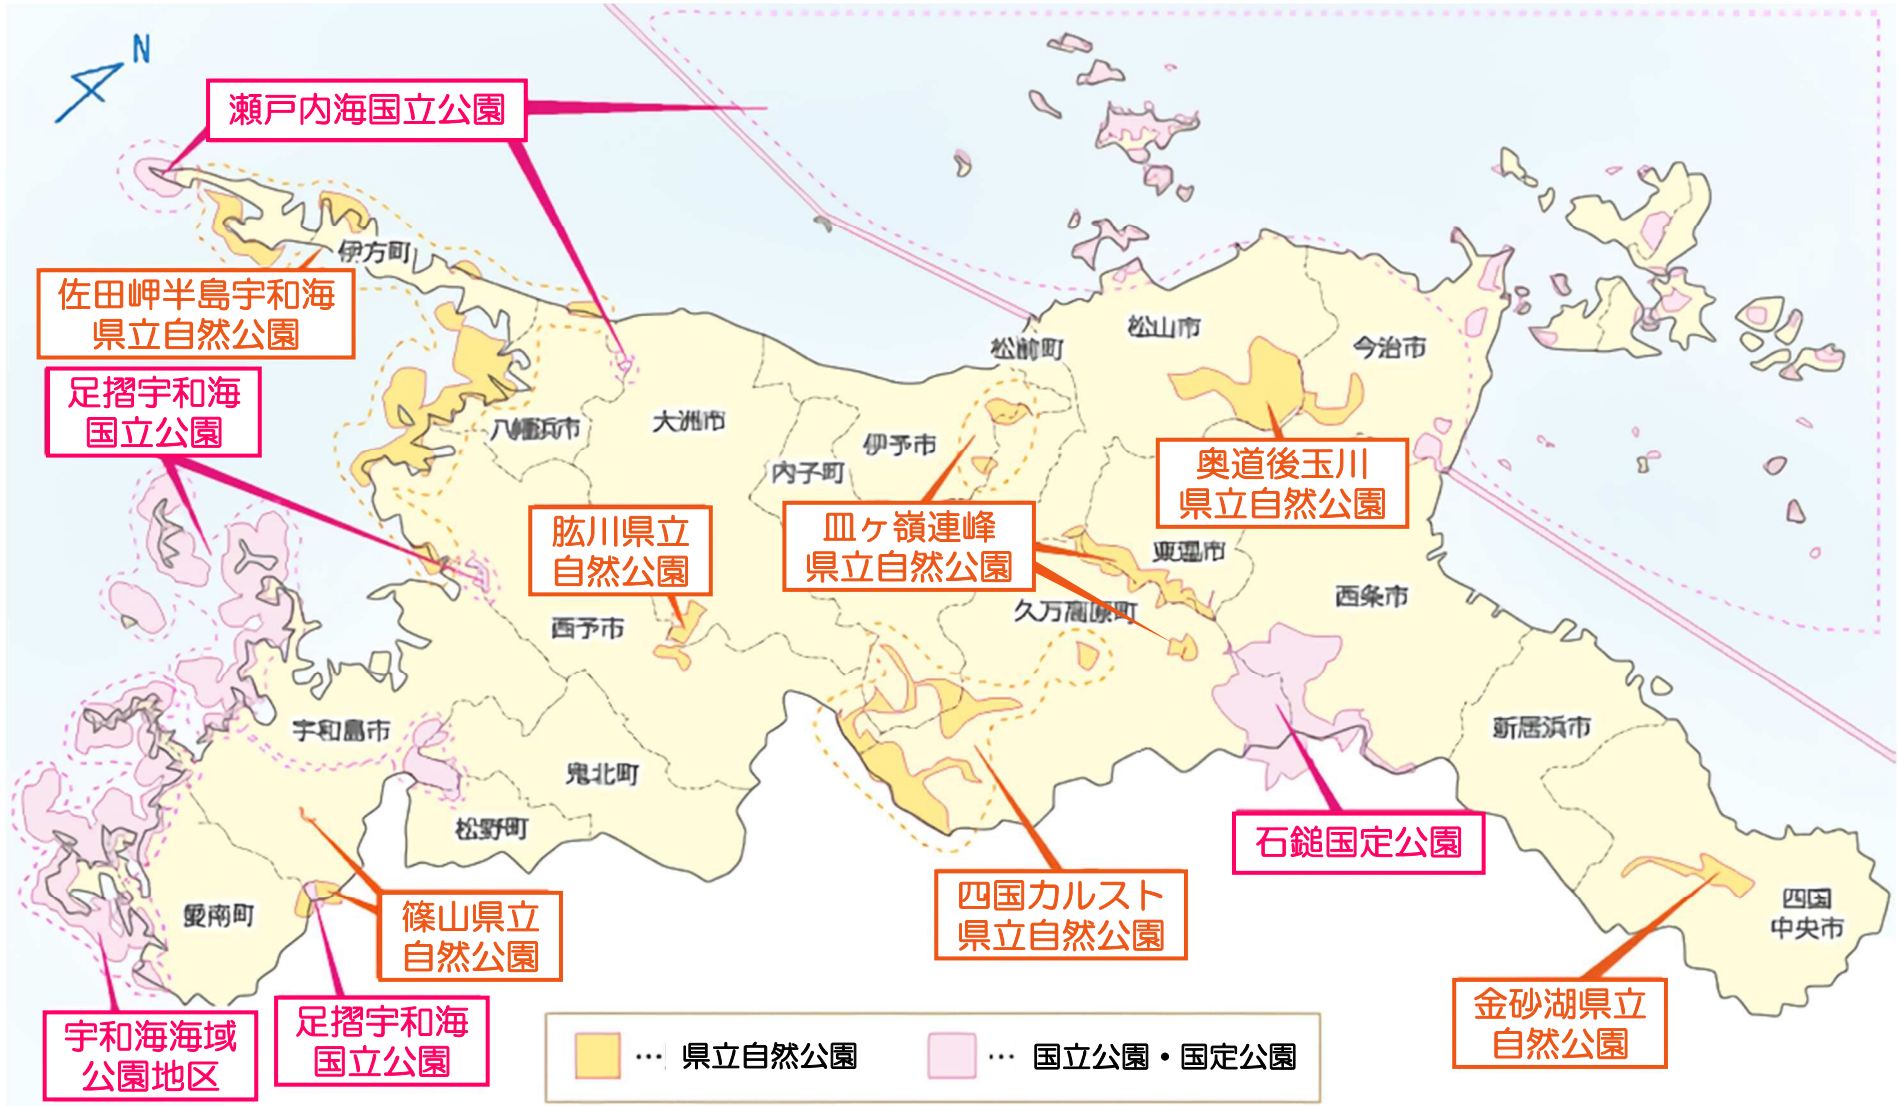 N
瀬戸内海国立公園
伊方町
佐田岬半島宇和海
県立自然公園
松山市
松前町
今治市
足摺宇和海
国立公園
八幡浜市
大洲市
伊予市
内子町
奥道後玉川
県立自然公園
肱川県立
自然公園
皿ヶ嶺連峰
県立自然公園
東温市
西条市
久万高原町
西予市
宇和島市
新居浜市
鬼北町
松野町
石鎚国定公園
愛南町
篠山県立
自然公園
四国カルスト
県立自然公園
四国
中央市
宇和海海域
公園地区
足摺宇和海
国立公園
金砂湖県立
自然公園
… 県立自然公園
… 国立公園・国定公園